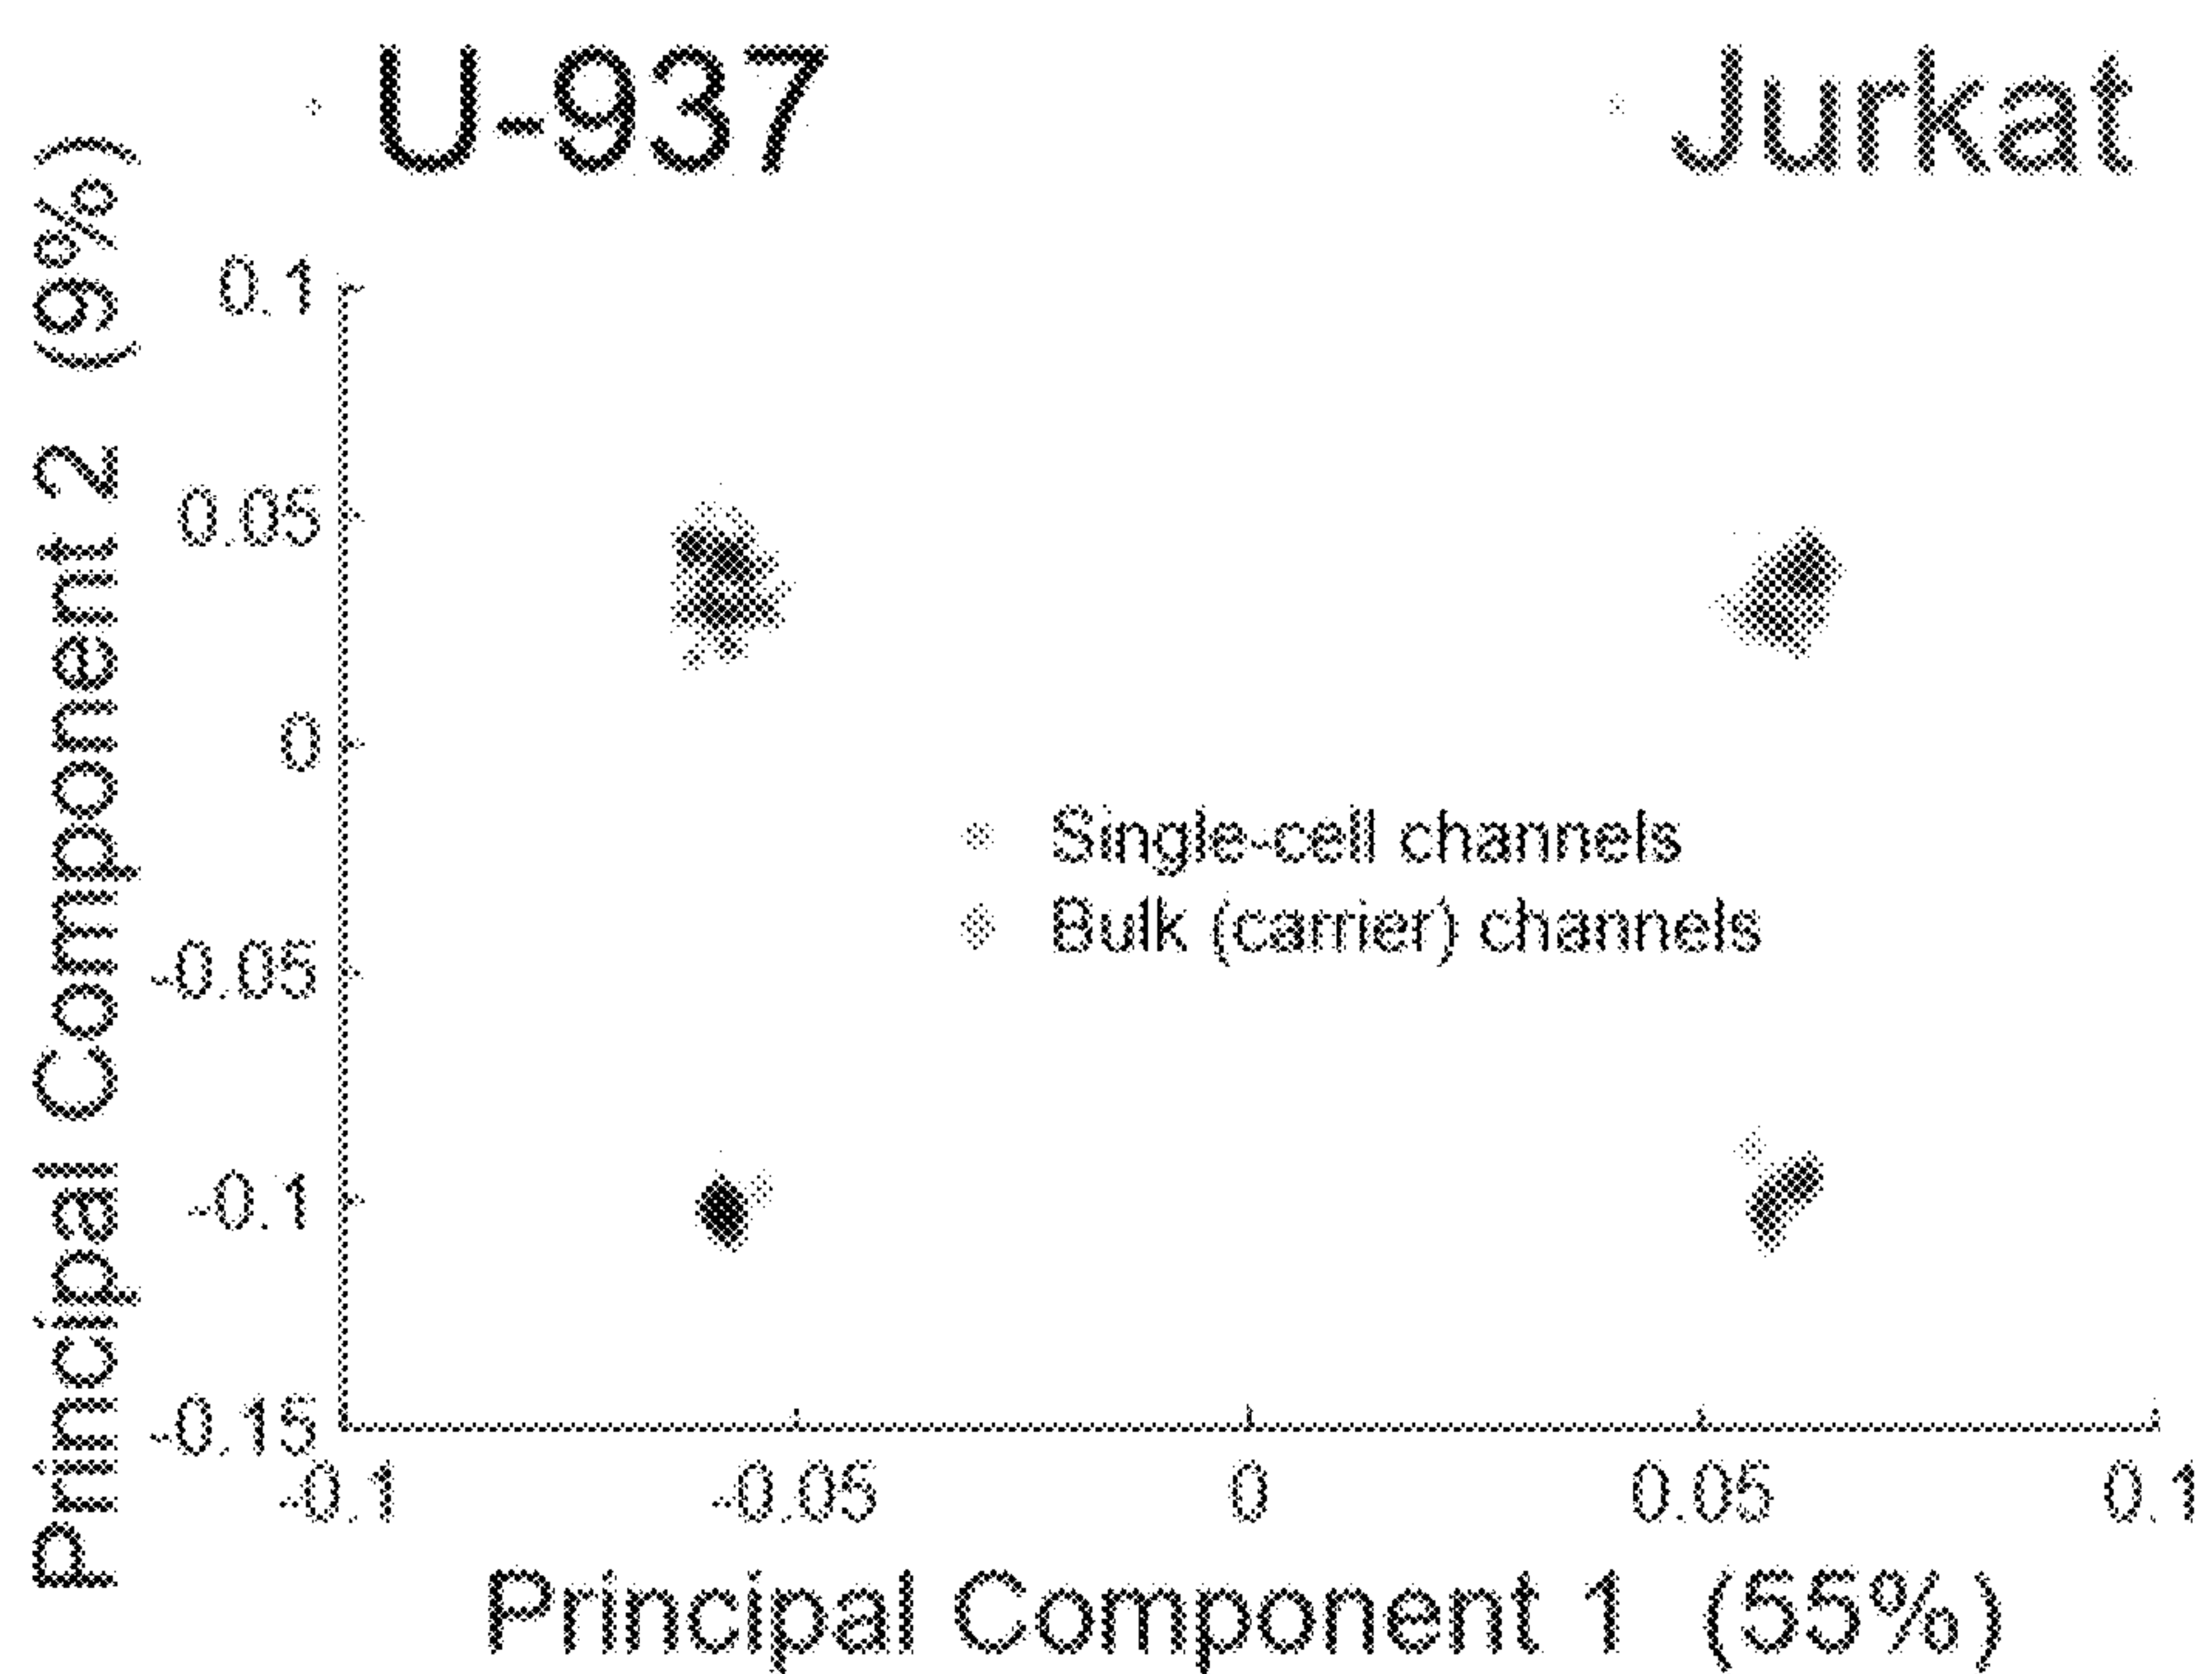 U-937
Jurkat
Principal Component 2 (9%)
0.1
0.05
0
-0.05
-0.1
-0.15
Single-cell channels
Bulk (carrier) channels
-0.1
-0.05
0
0.05
0.1
Principal Component 1 (55%)